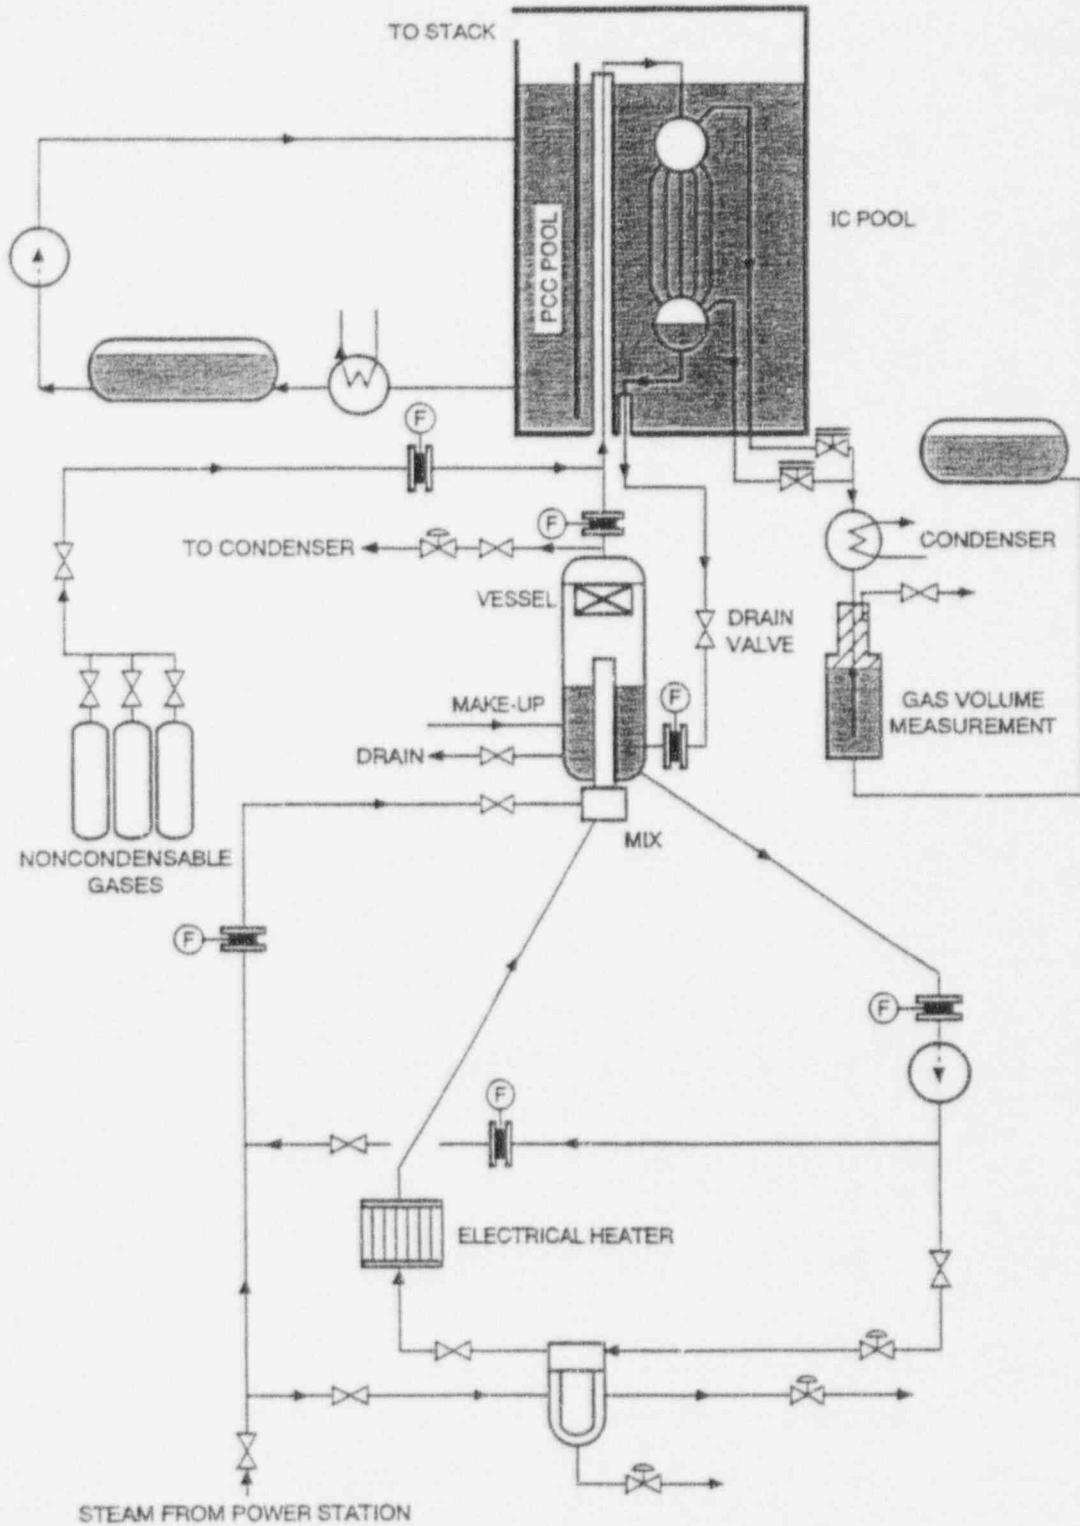 TO STACK
IC POOL
PCC POOL
F
F
TO CONDENSER
CONDENSER
VESSEL
DRAIN
VALVE
F
MAKE-UP
GAS VOLUME
MEASUREMENT
DRAIN
MIX
NONCONDENSABLE
GASES
F
F
F
ELECTRICAL HEATER
STEAM FROM POWER STATION